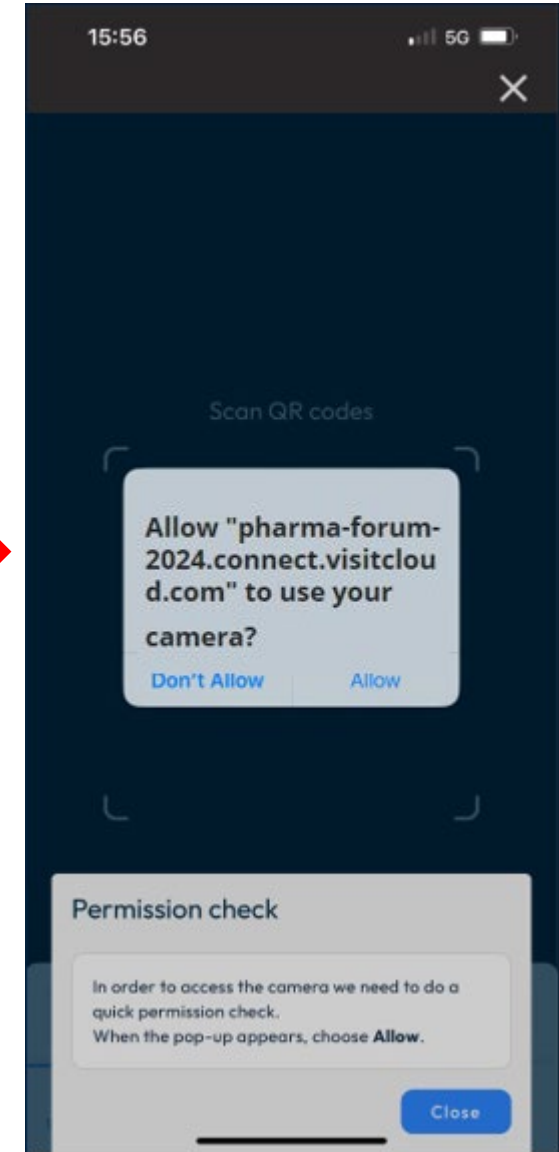 15:56
5G
Scan QR codes
Allow "pharma-forum-
2024.connect.visitclou
d.com" to use your
camera?
Don't Allow
Allow
Permission check
In order to access the camera we need to do a
quick permission check.
When the pop-up appears, choose Allow.
Close